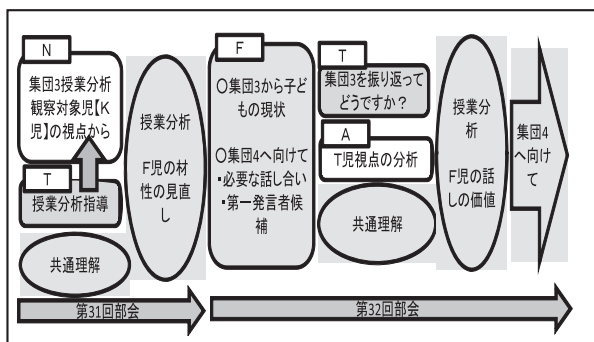 N
集団3授業分析
観察対象児【K
児】の視点から
T
授業分析指導
共通理解
授業分析
F児の材
性の見直
し
F
○集団3から子ど
もの現状
○集団4へ向けて
・必要な話し合い
・第一発言者候
補
T
集団3を振り返って
どうですか？
A
T児視点の分析
共通理解
授業分
析
F児の話
しの価値
集団4
へ向け
て
第31回部会
第32回部会